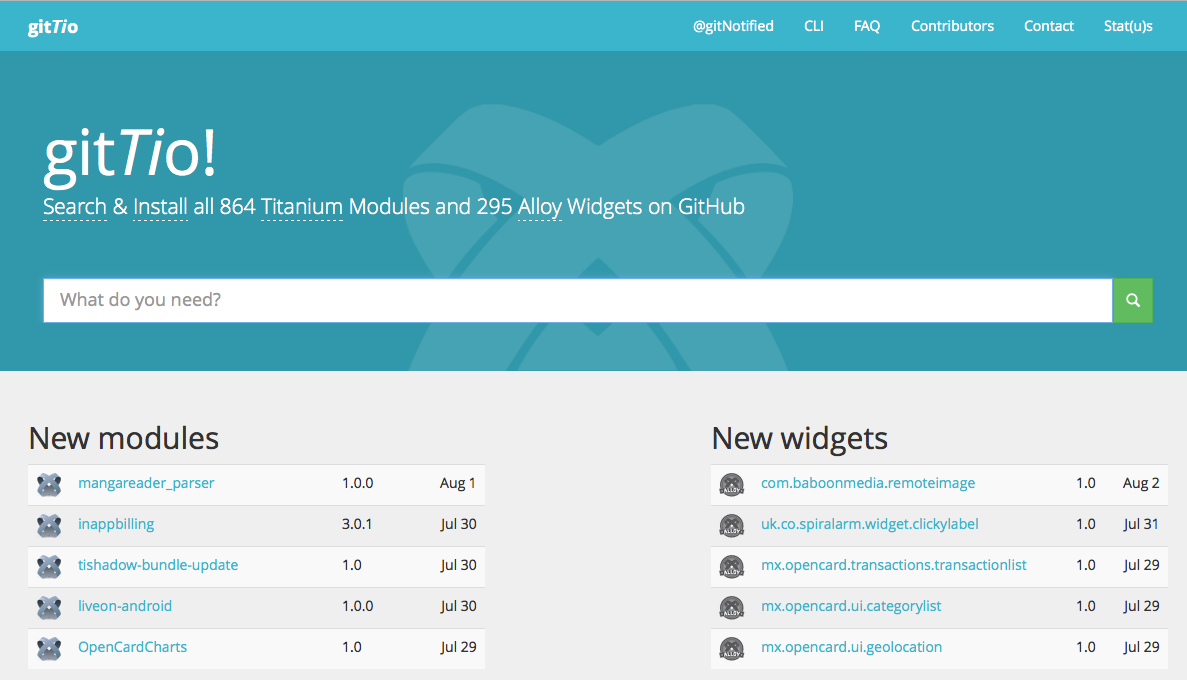 gitTio
@gitNotified CLI FAQ Contributors Contact Stat(u)s
gitTio!
Search & Install all 864 Titanium Modules and 295 Alloy Widgets on GitHub
What do you need?
New modules
mangareader_parser 1.0.0 Aug 1
inappbilling 3.0.1 Jul 30
tishadow-bundle-update 1.0 Jul 30
liveon-android 1.0.0 Jul 30
OpenCardCharts 1.0 Jul 29
New widgets
ALLOY com.baboonmedia.remoteimage 1.0 Aug 2
ALLOY uk.co.spiralarm.widget.clickylabel 1.0 Jul 31
ALLOY mx.opencard.transactions.transactionlist 1.0 Jul 29
ALLOY mx.opencard.ui.categorylist 1.0 Jul 29
ALLOY mx.opencard.ui.geolocation 1.0 Jul 29